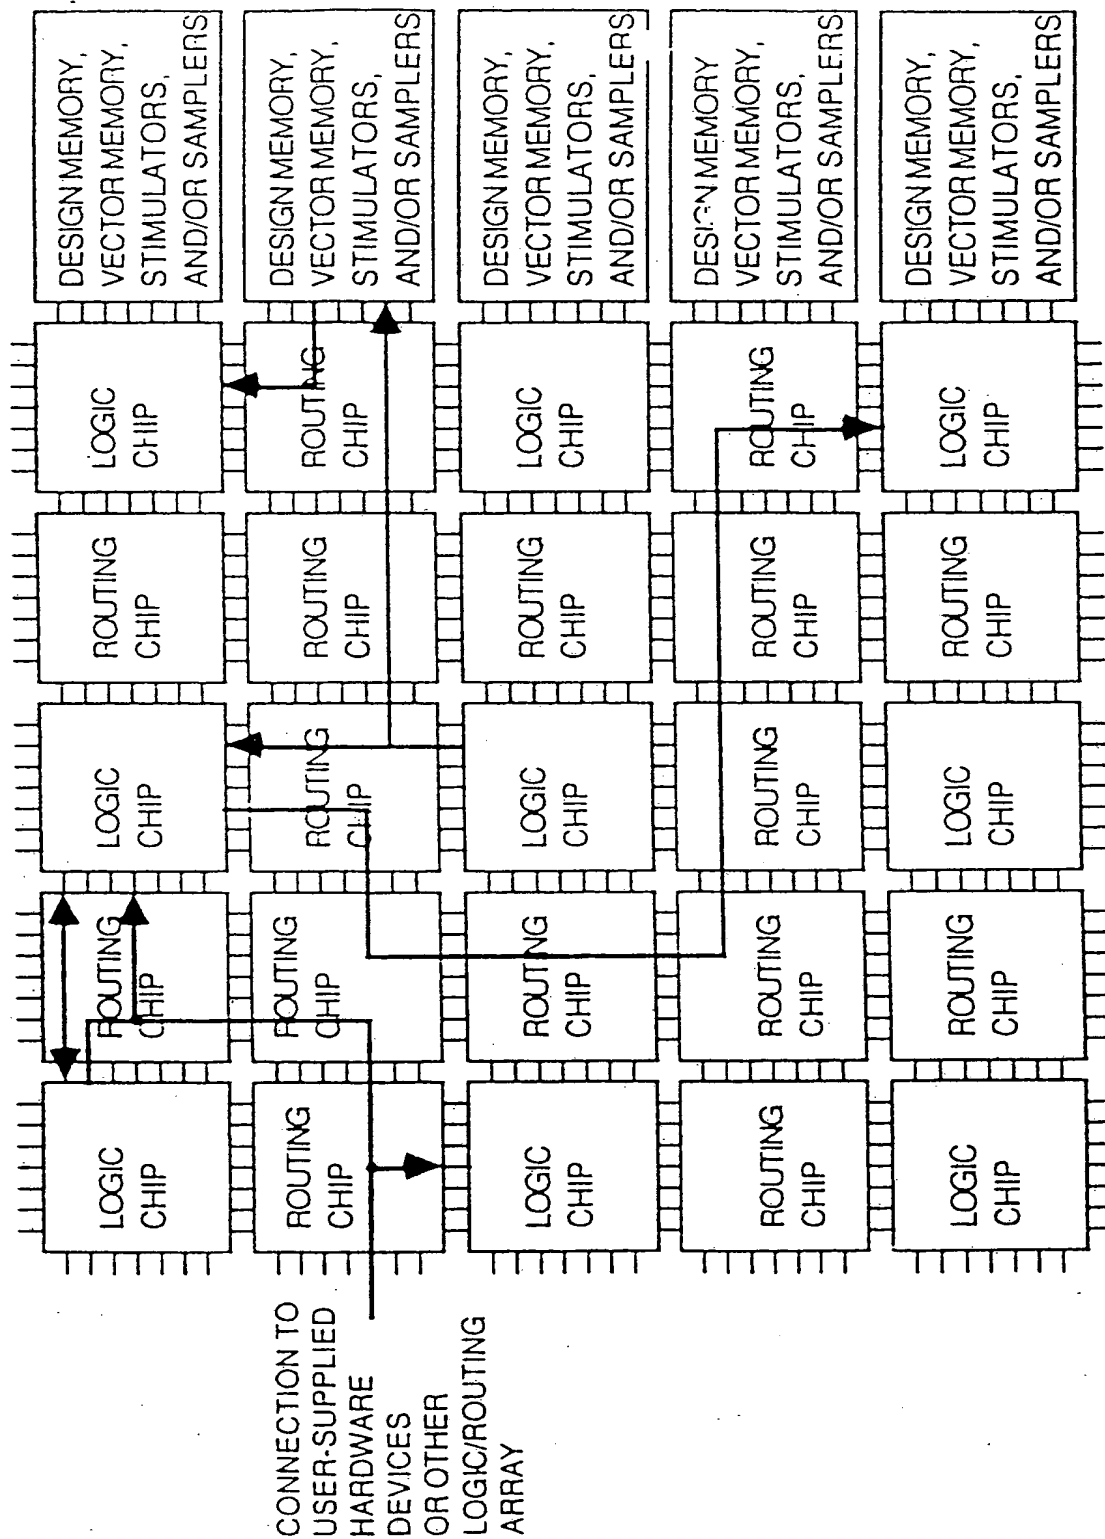 LOGIC
CHIP
ROUTING
CHIP
LOGIC
CHIP
ROUTING
CHIP
LOGIC
CHIP
DESIGN MEMORY,
VECTOR MEMORY,
STIMULATORS,
AND/OR SAMPLERS
CONNECTION TO
USER-SUPPLIED
HARDWARE
DEVICES
OR OTHER
LOGIC/ROUTING
ARRAY
ROUTING
CHIP
ROUTING
CHIP
ROUTING
CHIP
ROUTING
CHIP
ROUTING
CHIP
DESIGN MEMORY,
VECTOR MEMORY,
STIMULATORS,
AND/OR SAMPLERS
LOGIC
CHIP
ROUTING
CHIP
LOGIC
CHIP
ROUTING
CHIP
LOGIC
CHIP
DESIGN MEMORY,
VECTOR MEMORY,
STIMULATORS,
AND/OR SAMPLERS
ROUTING
CHIP
ROUTING
CHIP
ROUTING
CHIP
ROUTING
CHIP
ROUTING
CHIP
DESIGN MEMORY
VECTOR MEMORY,
STIMULATORS,
AND/OR SAMPLERS
LOGIC
CHIP
ROUTING
CHIP
LOGIC
CHIP
ROUTING
CHIP
LOGIC
CHIP
DESIGN MEMORY,
VECTOR MEMORY,
STIMULATORS,
AND/OR SAMPLERS